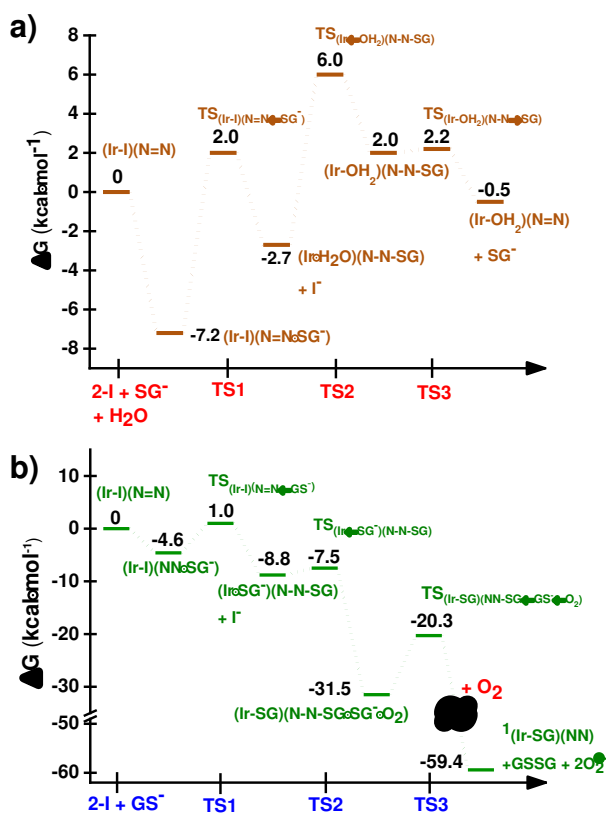 a)
ΔG (kcal·mol⁻¹)
8
6
4
2
0
-2
-4
-6
-8
(Ir-I)(N=N)
0
-7.2 (Ir-I)(N=N⊙SG⁻)
TS(Ir-I)(N=N SG⁻)
2.0
-2.7
(Ir⊙H₂O)(N-N-SG)
+ I⁻
TS(Ir OH₂)(N-N-SG)
6.0
2.0
(Ir-OH₂)(N-N-SG)
TS(Ir-OH₂)(N-N SG)
2.2
-0.5
(Ir-OH₂)(N=N)
+ SG⁻
2-I + SG⁻
+ H₂O
TS1
TS2
TS3
b)
ΔG (kcal·mol⁻¹)
10
0
-10
-20
-30
-50
-60
(Ir-I)(N=N)
0
-4.6
(Ir-I)(NN⊙SG⁻)
TS(Ir-I)(N=N GS⁻)
1.0
-8.8
(Ir⊙SG⁻)(N-N-SG)
+ I⁻
TS(Ir SG⁻)(N-N-SG)
-7.5
-31.5
(Ir-SG)(N-N-SG⊙SG⁻⊙O₂)
TS(Ir-SG)(NN-SG GS⁻ O₂)
-20.3
+ O₂
-59.4
¹(Ir-SG)(NN)
+GSSG + 2O₂
2-I + GS⁻
TS1
TS2
TS3